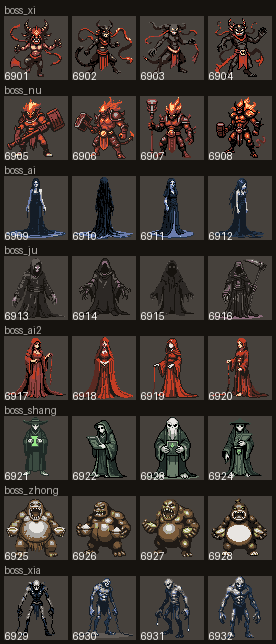 boss_xi
6901 6902 6903 6904
boss_nu
6905 6906 6907 6908
boss_ai
6909 6910 6911 6912
boss_ju
6913 6914 6915 6916
boss_ai2
6917 6918 6919 6920
boss_shang
6921 6922 6923 6924
boss_zhong
6925 6926 6927 6928
boss_xia
6929 6930 6931 6932